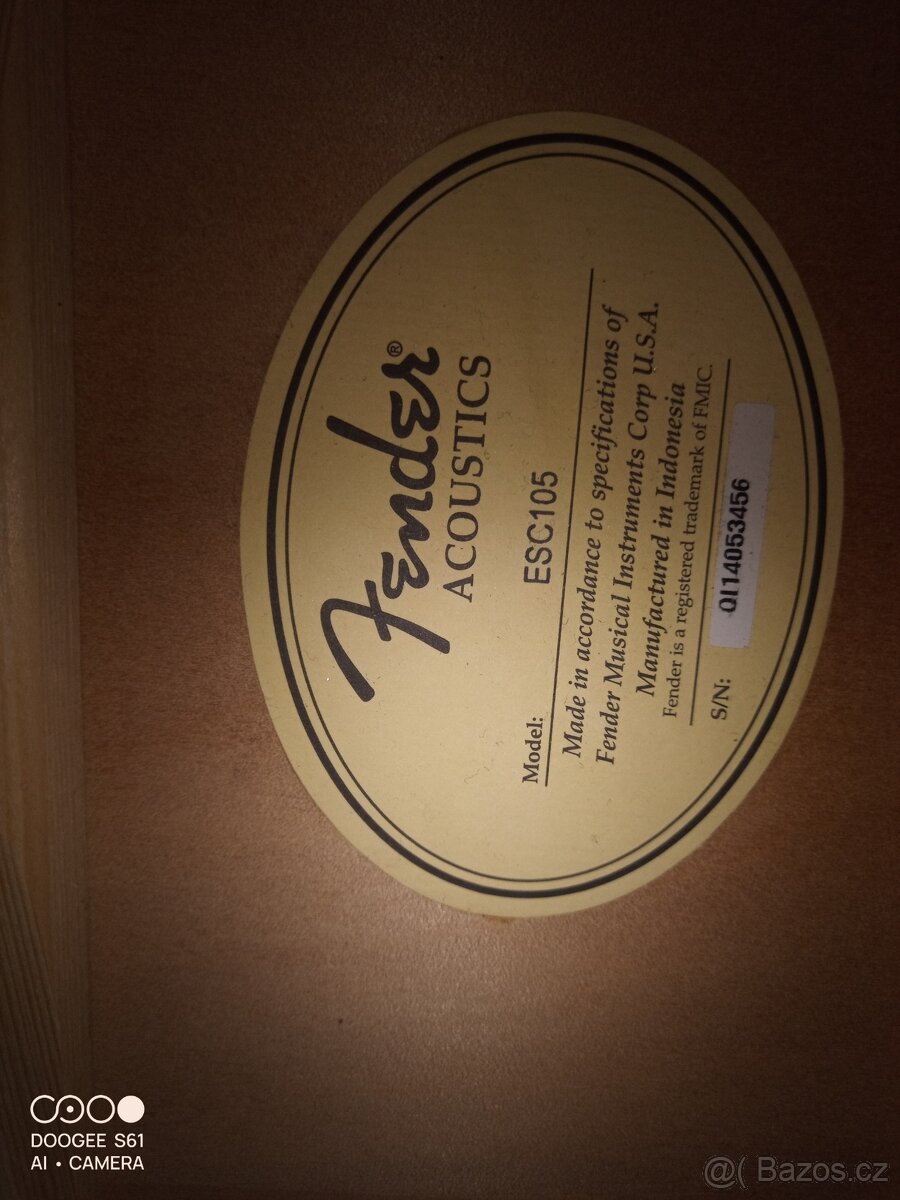 Fender®
ACOUSTICS
Model: ESC105
Made in accordance to specifications of
Fender Musical Instruments Corp U.S.A.
Manufactured in Indonesia
Fender is a registered trademark of FMIC.
S/N: QI14053456
DOOGEE S61
AI • CAMERA
@( Bazos.cz